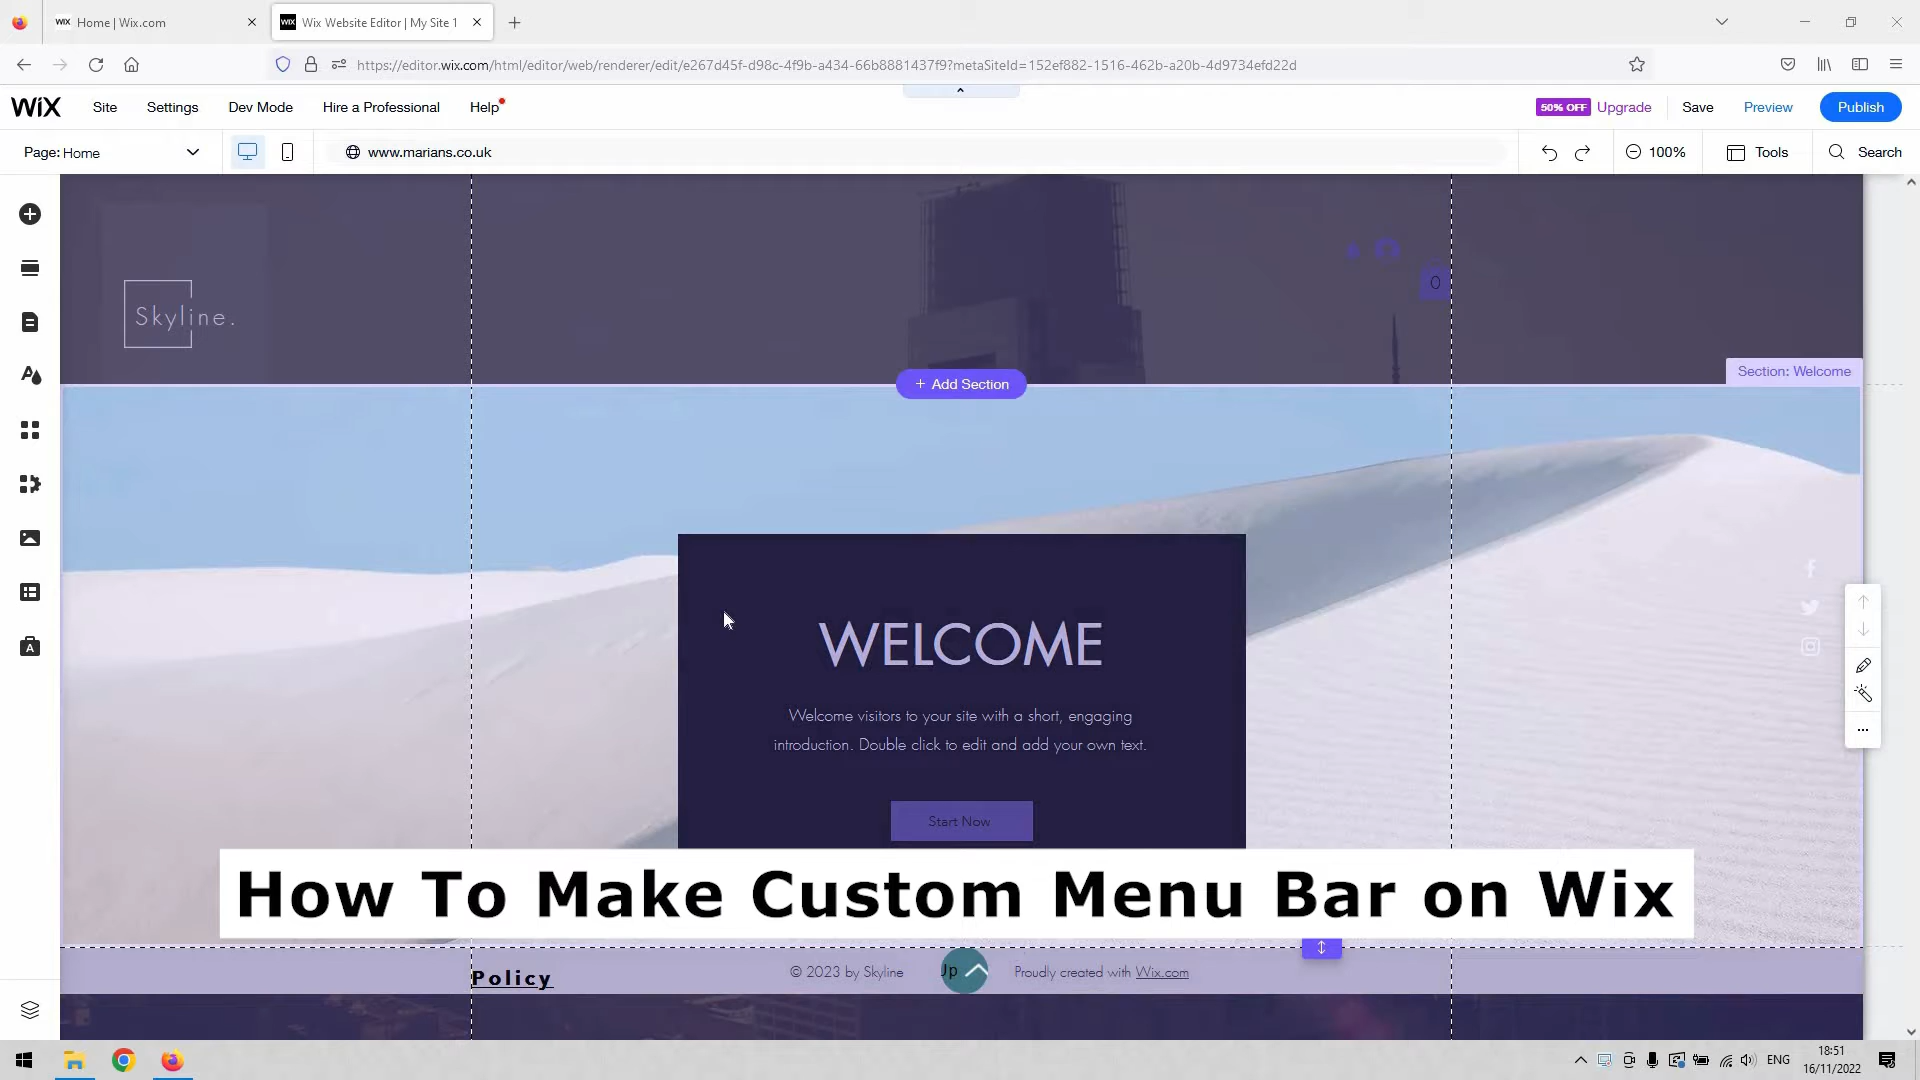 WiX Home | Wix.com
WiX Wix Website Editor | My Site 1
https://editor.wix.com/html/editor/web/renderer/edit/e267d45f-d98c-4f9b-a434-66b8881437f9?metaSiteId=152ef882-1516-462b-a20b-4d9734efd22d
WiX Site Settings Dev Mode Hire a Professional Help 50% OFF Upgrade Save Preview Publish
Page: Home www.marians.co.uk 100% Tools Search
0
Skyline.
Section: Welcome
+ Add Section
WELCOME
Welcome visitors to your site with a short, engaging
introduction. Double click to edit and add your own text.
Start Now
How To Make Custom Menu Bar on Wix
Policy © 2023 by Skyline Up Proudly created with Wix.com
ENG 18:51
16/11/2022